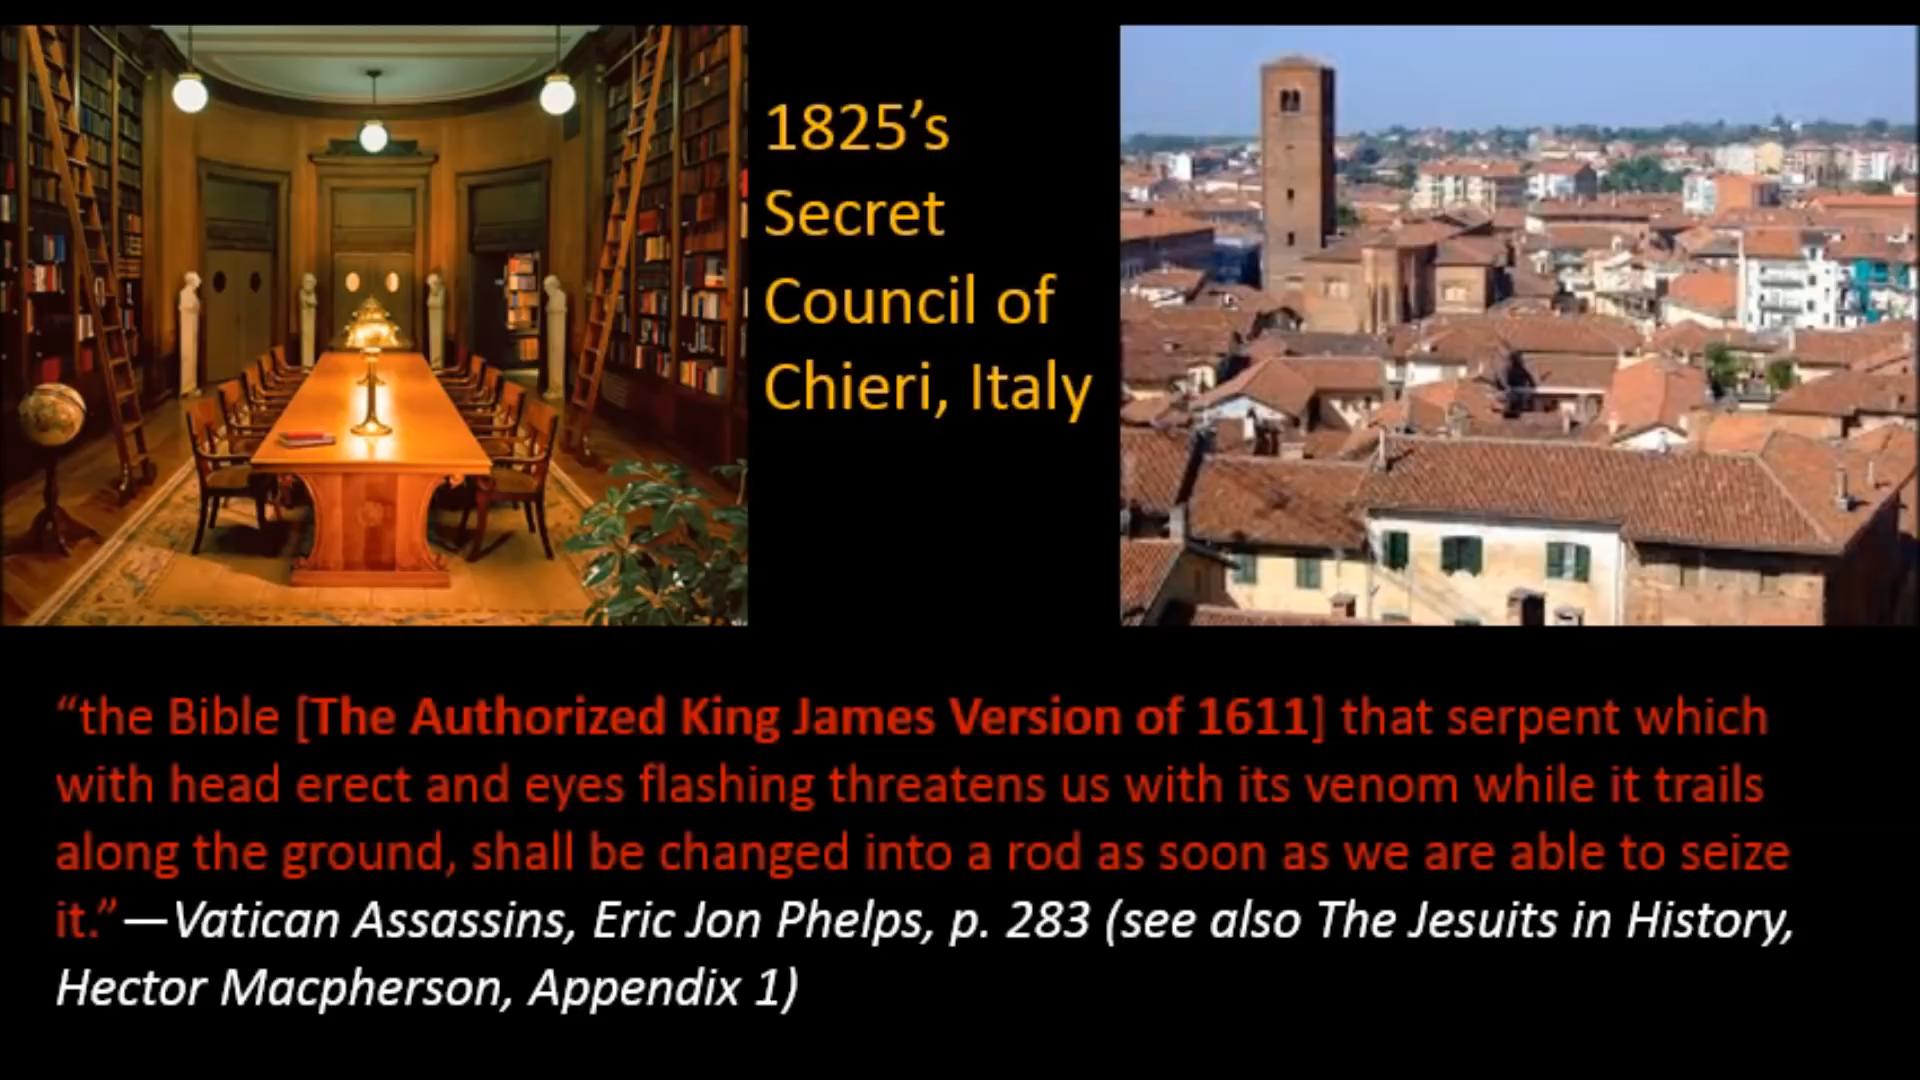 1825’s
Secret
Council of
Chieri, Italy
“the Bible [The Authorized King James Version of 1611] that serpent which
with head erect and eyes flashing threatens us with its venom while it trails
along the ground, shall be changed into a rod as soon as we are able to seize
it.”—Vatican Assassins, Eric Jon Phelps, p. 283 (see also The Jesuits in History,
Hector Macpherson, Appendix 1)